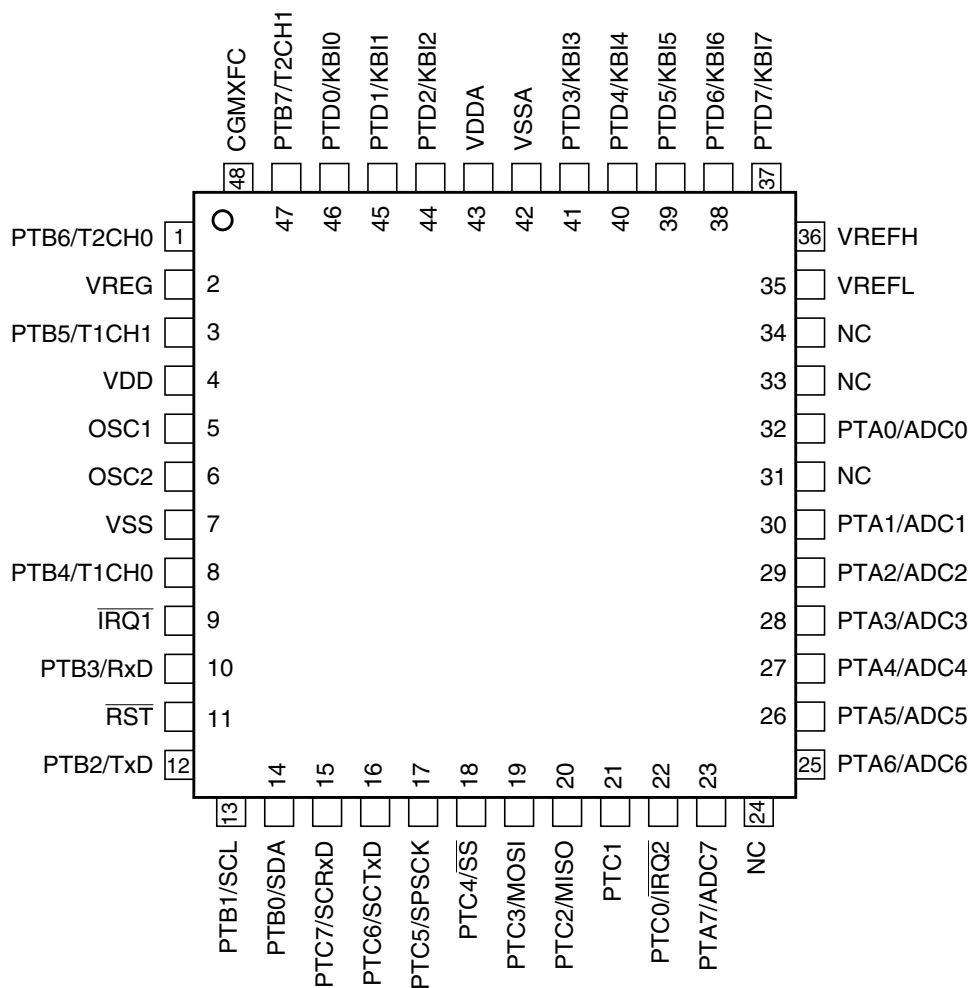 CGMXFC
PTB7/T2CH1
PTD0/KBI0
PTD1/KBI1
PTD2/KBI2
VDDA
VSSA
PTD3/KBI3
PTD4/KBI4
PTD5/KBI5
PTD6/KBI6
PTD7/KBI7
48
47
46
45
44
43
42
41
40
39
38
37
PTB6/T2CH0 1
VREG 2
PTB5/T1CH1 3
VDD 4
OSC1 5
OSC2 6
VSS 7
PTB4/T1CH0 8
IRQ1 9
PTB3/RxD 10
RST 11
PTB2/TxD 12
36 VREFH
35 VREFL
34 NC
33 NC
32 PTA0/ADC0
31 NC
30 PTA1/ADC1
29 PTA2/ADC2
28 PTA3/ADC3
27 PTA4/ADC4
26 PTA5/ADC5
25 PTA6/ADC6
13
14
15
16
17
18
19
20
21
22
23
24
PTB1/SCL
PTB0/SDA
PTC7/SCRxD
PTC6/SCTxD
PTC5/SPSCK
PTC4/SS
PTC3/MOSI
PTC2/MISO
PTC1
PTC0/IRQ2
PTA7/ADC7
NC